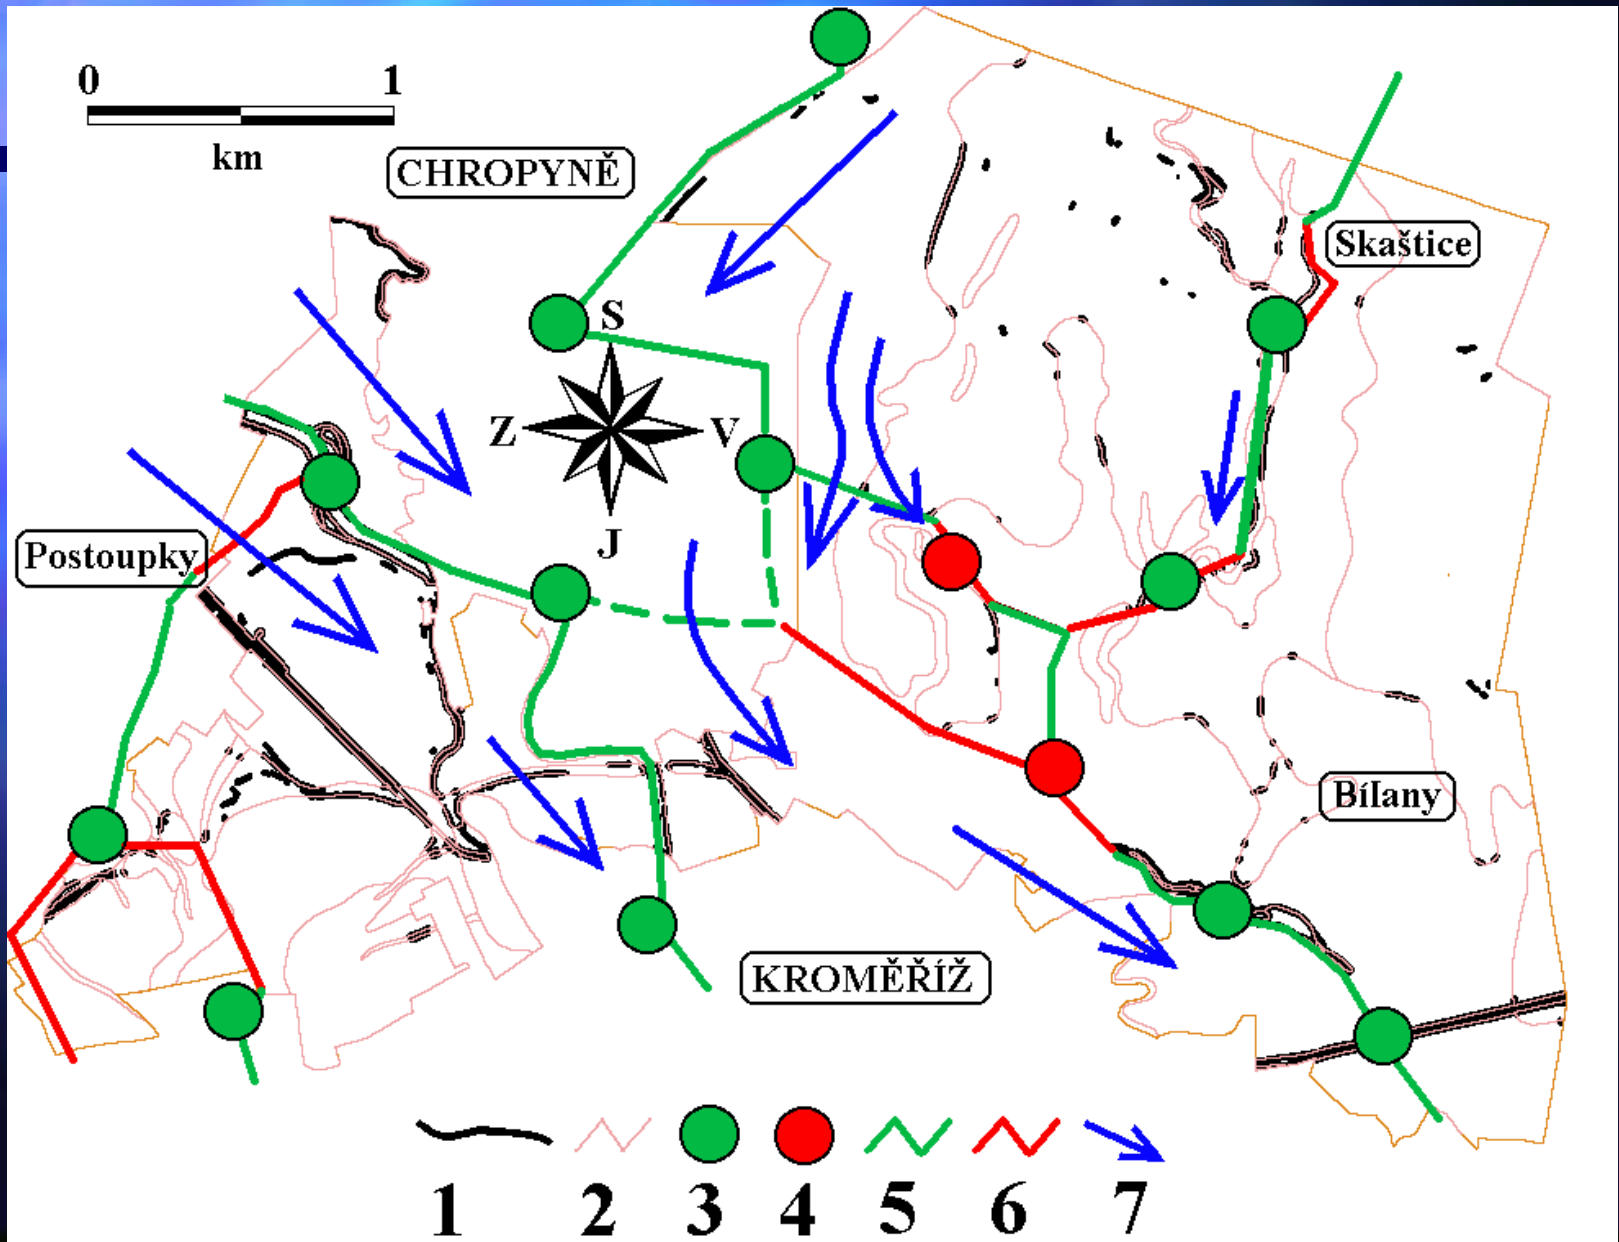 0 1
km
CHROPYNĚ
Skaštice
S
Z V
J
Postoupky
Bílany
KROMĚŘÍŽ
1 2 3 4 5 6 7